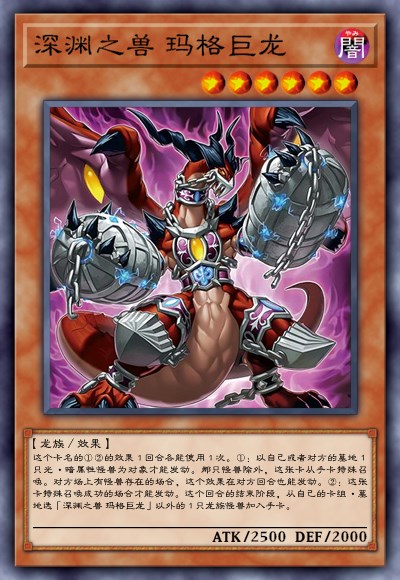 深渊之兽 玛格巨龙
やみ
闇
【龙族／效果】
这个卡名的①②的效果1回合各能使用1次。①：以自己或者对方的墓地1
只光·暗属性怪兽为对象才能发动。那只怪兽除外，这张卡从手卡特殊召
唤。对方场上有怪兽存在的场合，这效果在对方回合也能发动。②：这张
卡特殊召唤成功的场合才能发动。这个回合的结束阶段，从自己的卡组·墓
地选「深渊之兽 玛格巨龙」以外的1只龙族怪兽加入手卡。
ATK/2500 DEF/2000